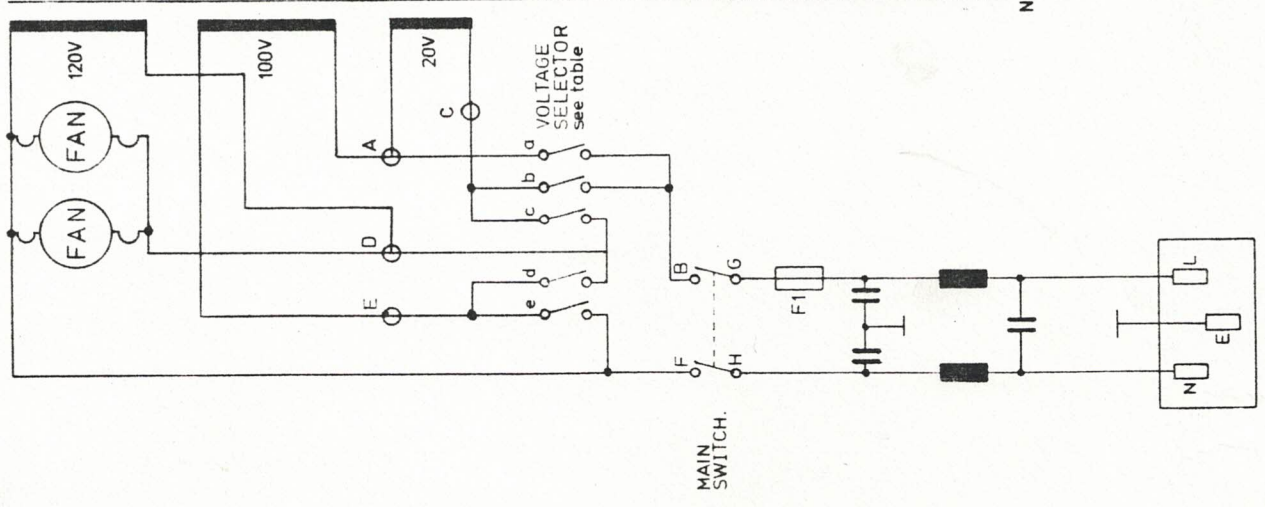 N
120V
100V
20V
FAN
FAN
A
C
D
E
VOLTAGE
SELECTOR
see table
a
b
c
d
e
B
G
F
H
F1
MAIN
SWITCH.
L
E
N